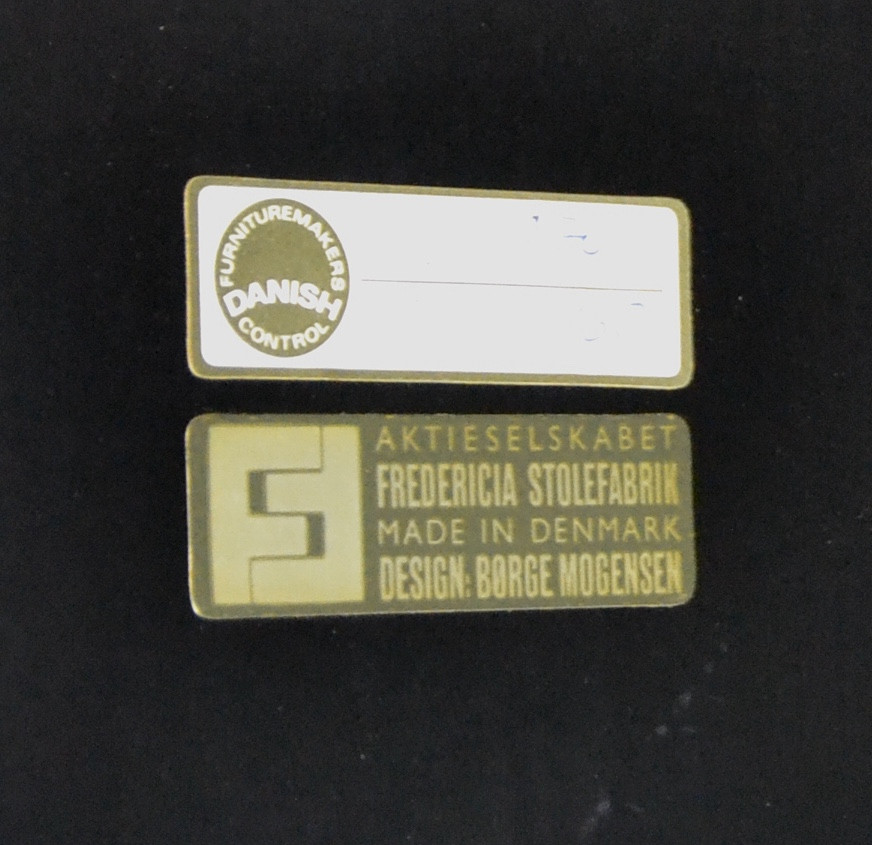 FURNITUREMAKERS
DANISH
CONTROL
AKTIESELSKABET
FREDERICIA STOLEFABRIK
MADE IN DENMARK
DESIGN: BØRGE MOGENSEN